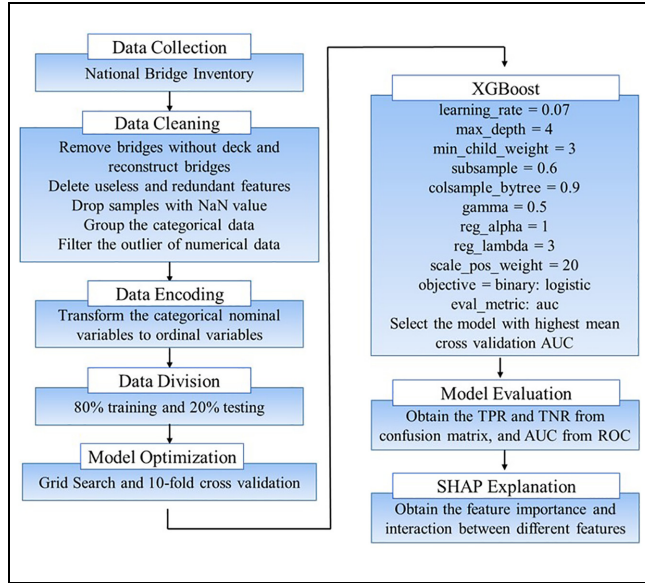 Data Collection
National Bridge Inventory
Data Cleaning
Remove bridges without deck and
reconstruct bridges
Delete useless and redundant features
Drop samples with NaN value
Group the categorical data
Filter the outlier of numerical data
Data Encoding
Transform the categorical nominal
variables to ordinal variables
Data Division
80% training and 20% testing
Model Optimization
Grid Search and 10-fold cross validation
XGBoost
learning_rate = 0.07
max_depth = 4
min_child_weight = 3
subsample = 0.6
colsample_bytree = 0.9
gamma = 0.5
reg_alpha = 1
reg_lambda = 3
scale_pos_weight = 20
objective = binary: logistic
eval_metric: auc
Select the model with highest mean
cross validation AUC
Model Evaluation
Obtain the TPR and TNR from
confusion matrix, and AUC from ROC
SHAP Explanation
Obtain the feature importance and
interaction between different features